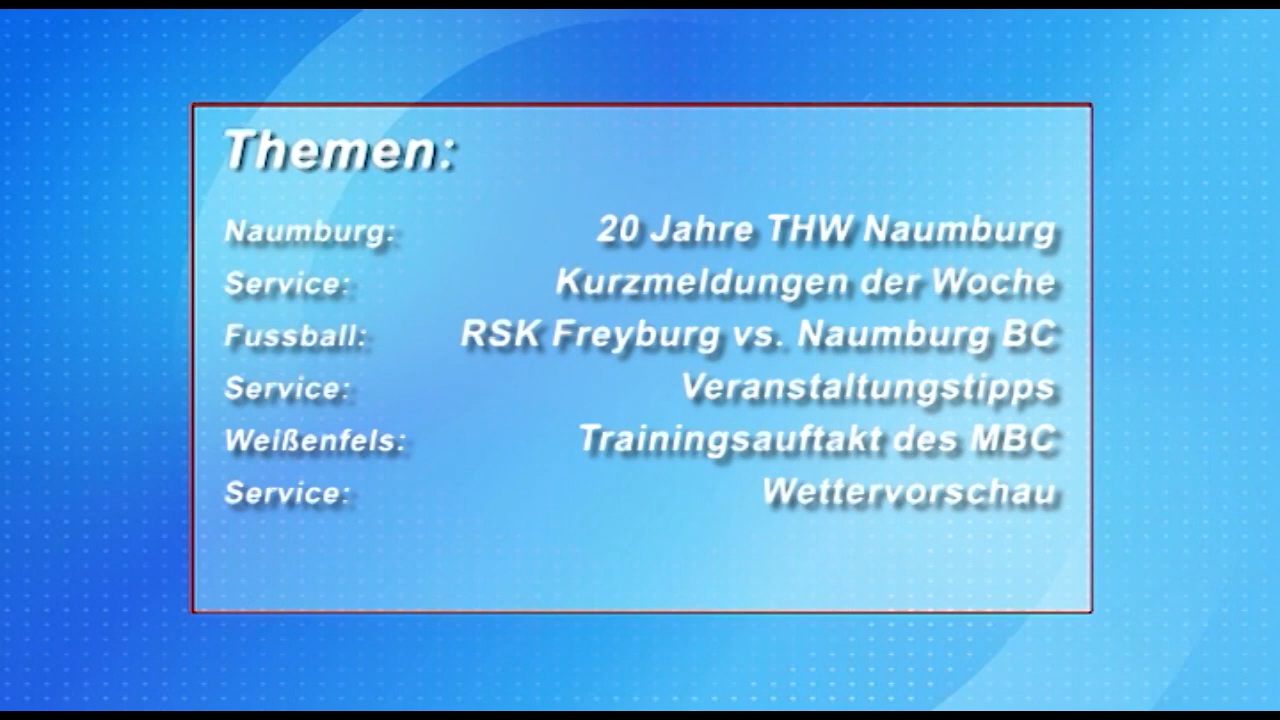 Themen:
Naumburg: 20 Jahre THW Naumburg
Service: Kurzmeldungen der Woche
Fussball: RSK Freyburg vs. Naumburg BC
Service: Veranstaltungstipps
Weißenfels: Trainingsauftakt des MBC
Service: Wettervorschau